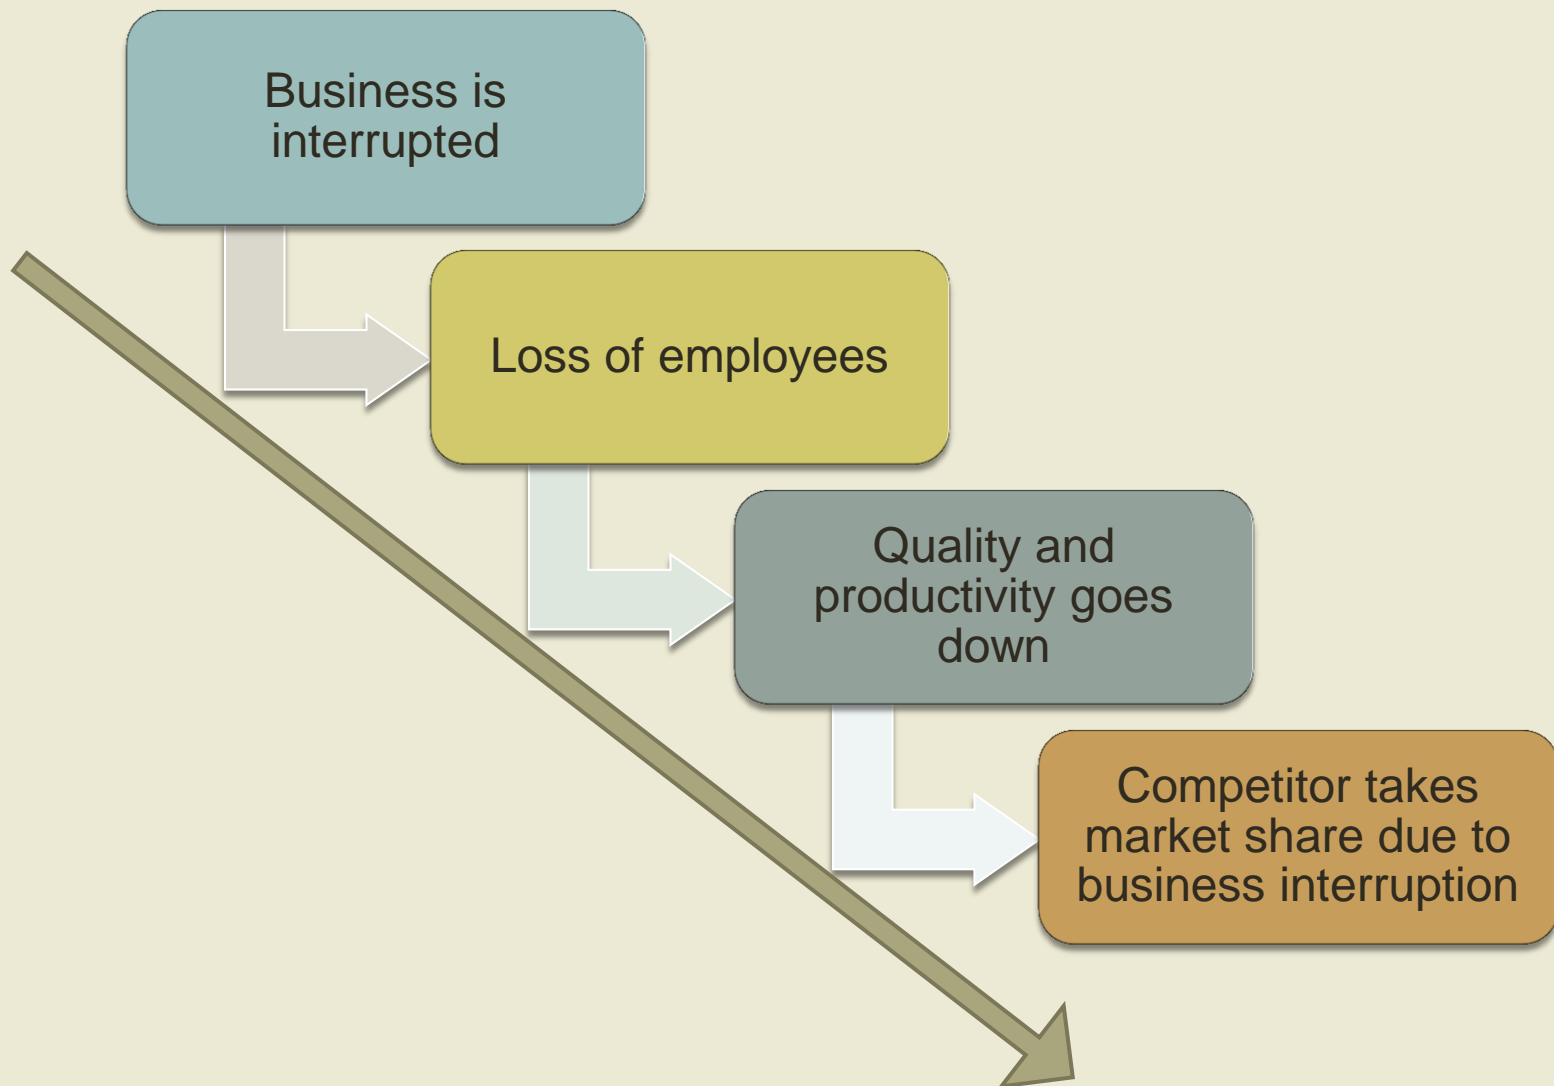 Business is
interrupted
Loss of employees
Quality and
productivity goes
down
Competitor takes
market share due to
business interruption